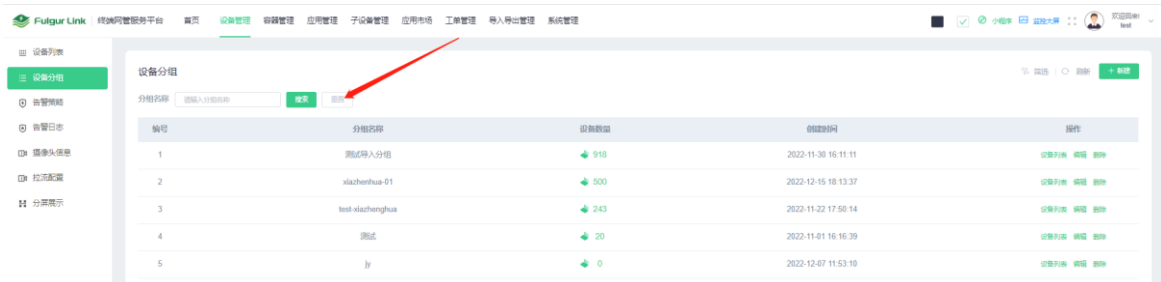 Fulgur Link 终端网管服务平台 首页 设备管理 容器管理 应用管理 子设备管理 应用市场 工单管理 导入导出管理 系统管理 小程序 监控大屏 欢迎回来! test
设备列表
设备分组
告警策略
告警日志
摄像头信息
拉流配置
分屏展示
设备分组 筛选 刷新 + 新建
分组名称 请输入分组名称 搜索 重置
编号 分组名称 设备数量 创建时间 操作
1 测试导入分组 918 2022-11-30 16:11:11 设备列表 编辑 删除
2 xiazhenhua-01 500 2022-12-15 18:13:37 设备列表 编辑 删除
3 test-xiazhenghua 243 2022-11-22 17:50:14 设备列表 编辑 删除
4 测试 20 2022-11-01 16:16:39 设备列表 编辑 删除
5 jy 0 2022-12-07 11:53:10 设备列表 编辑 删除